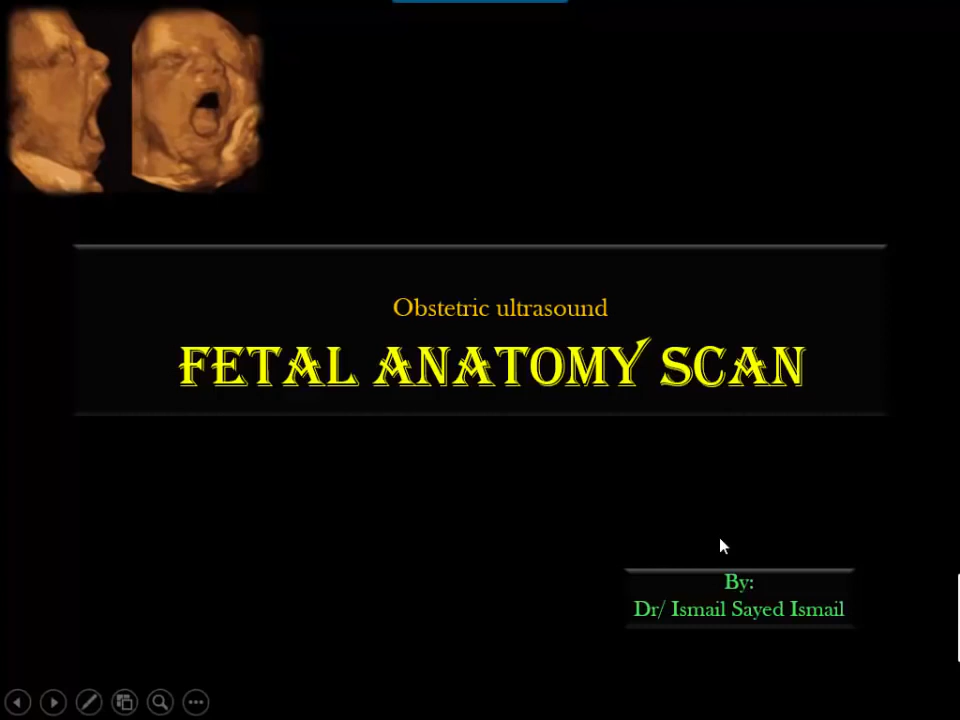 Obstetric ultrasound
FETAL ANATOMY SCAN
By:
Dr/ Ismail Sayed Ismail